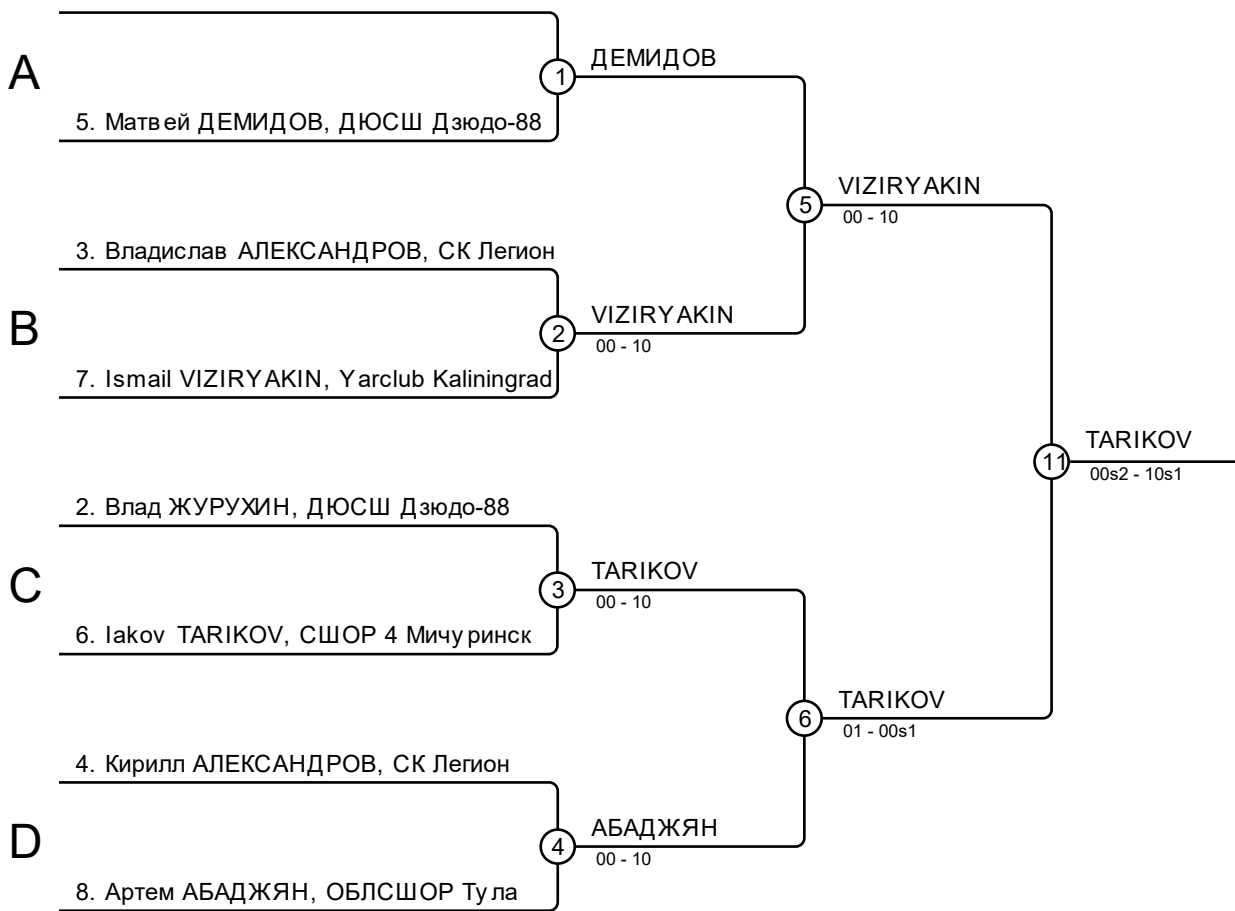 ДЕМИДОВ
A
1
5. Матвей ДЕМИДОВ, ДЮСШ Дзюдо-88
VIZIRYAKIN
5
00 - 10
3. Владислав АЛЕКСАНДРОВ, СК Легион
VIZIRYAKIN
B
2
00 - 10
7. Ismail VIZIRYAKIN, Yarclub Kaliningrad
TARIKOV
11
00s2 - 10s1
2. Влад ЖУРУХИН, ДЮСШ Дзюдо-88
TARIKOV
C
3
00 - 10
6. Iakov TARIKOV, СШОР 4 Мичуринск
TARIKOV
6
01 - 00s1
4. Кирилл АЛЕКСАНДРОВ, СК Легион
АБАДЖЯН
D
4
00 - 10
8. Артем АБАДЖЯН, ОБЛСШОР Тула